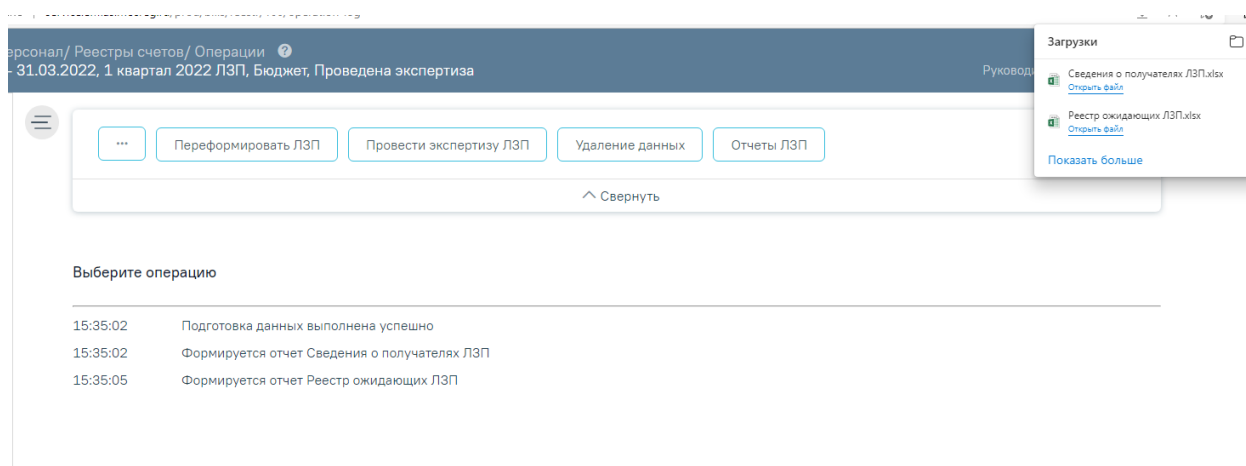 ерсонал/ Реестры счетов/ Операции ?
- 31.03.2022, 1 квартал 2022 ЛЗП, Бюджет, Проведена экспертиза
Руковод
Загрузки
Сведения о получателях ЛЗП.xlsx
Открыть файл
Реестр ожидающих ЛЗП.xlsx
Открыть файл
Показать больше
... Переформировать ЛЗП Провести экспертизу ЛЗП Удаление данных Отчеты ЛЗП
Свернуть
Выберите операцию
15:35:02 Подготовка данных выполнена успешно
15:35:02 Формируется отчет Сведения о получателях ЛЗП
15:35:05 Формируется отчет Реестр ожидающих ЛЗП